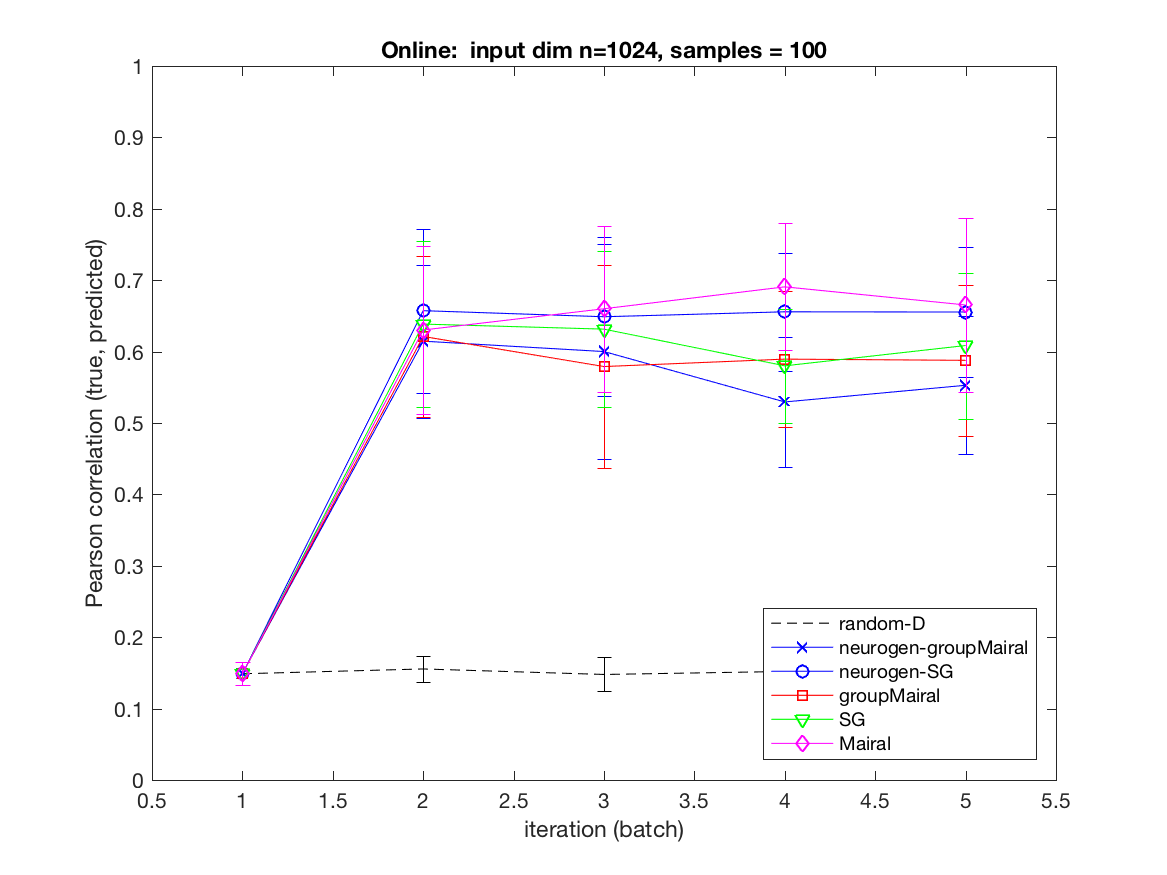 Online:  input dim n=1024, samples = 100
1
0.9
0.8
0.7
0.6
0.5
0.4
0.3
0.2
0.1
0
Pearson correlation (true, predicted)
random-D
neurogen-groupMairal
neurogen-SG
groupMairal
SG
Mairal
0.5 1 1.5 2 2.5 3 3.5 4 4.5 5 5.5
iteration (batch)